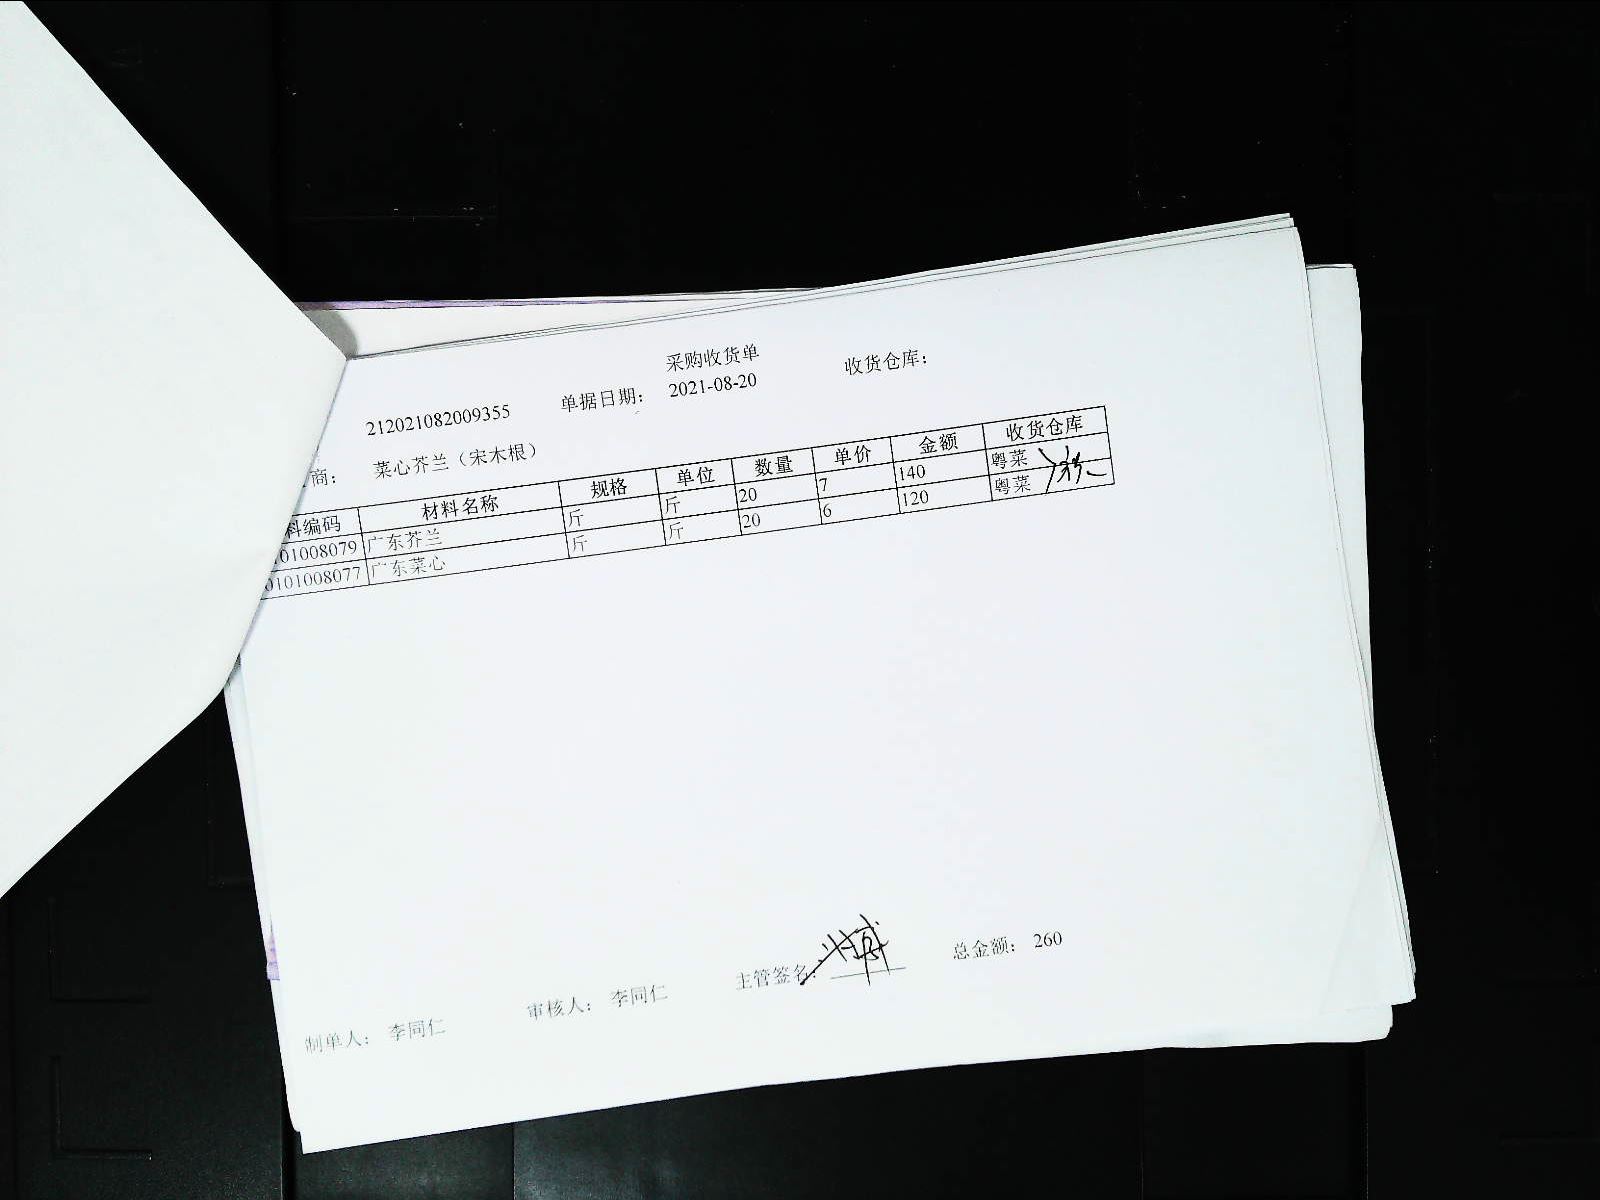 采购收货单
212021082009355 单据日期： 2021-08-20 收货仓库：
商： 菜心芥兰（宋木根）
料编码 材料名称 规格 单位 数量 单价 金额 收货仓库
01008079 广东芥兰 斤 斤 20 7 140 粤菜
0101008077 广东菜心 斤 斤 20 6 120 粤菜
制单人： 李同仁 审核人： 李同仁 主管签名： 总金额： 260